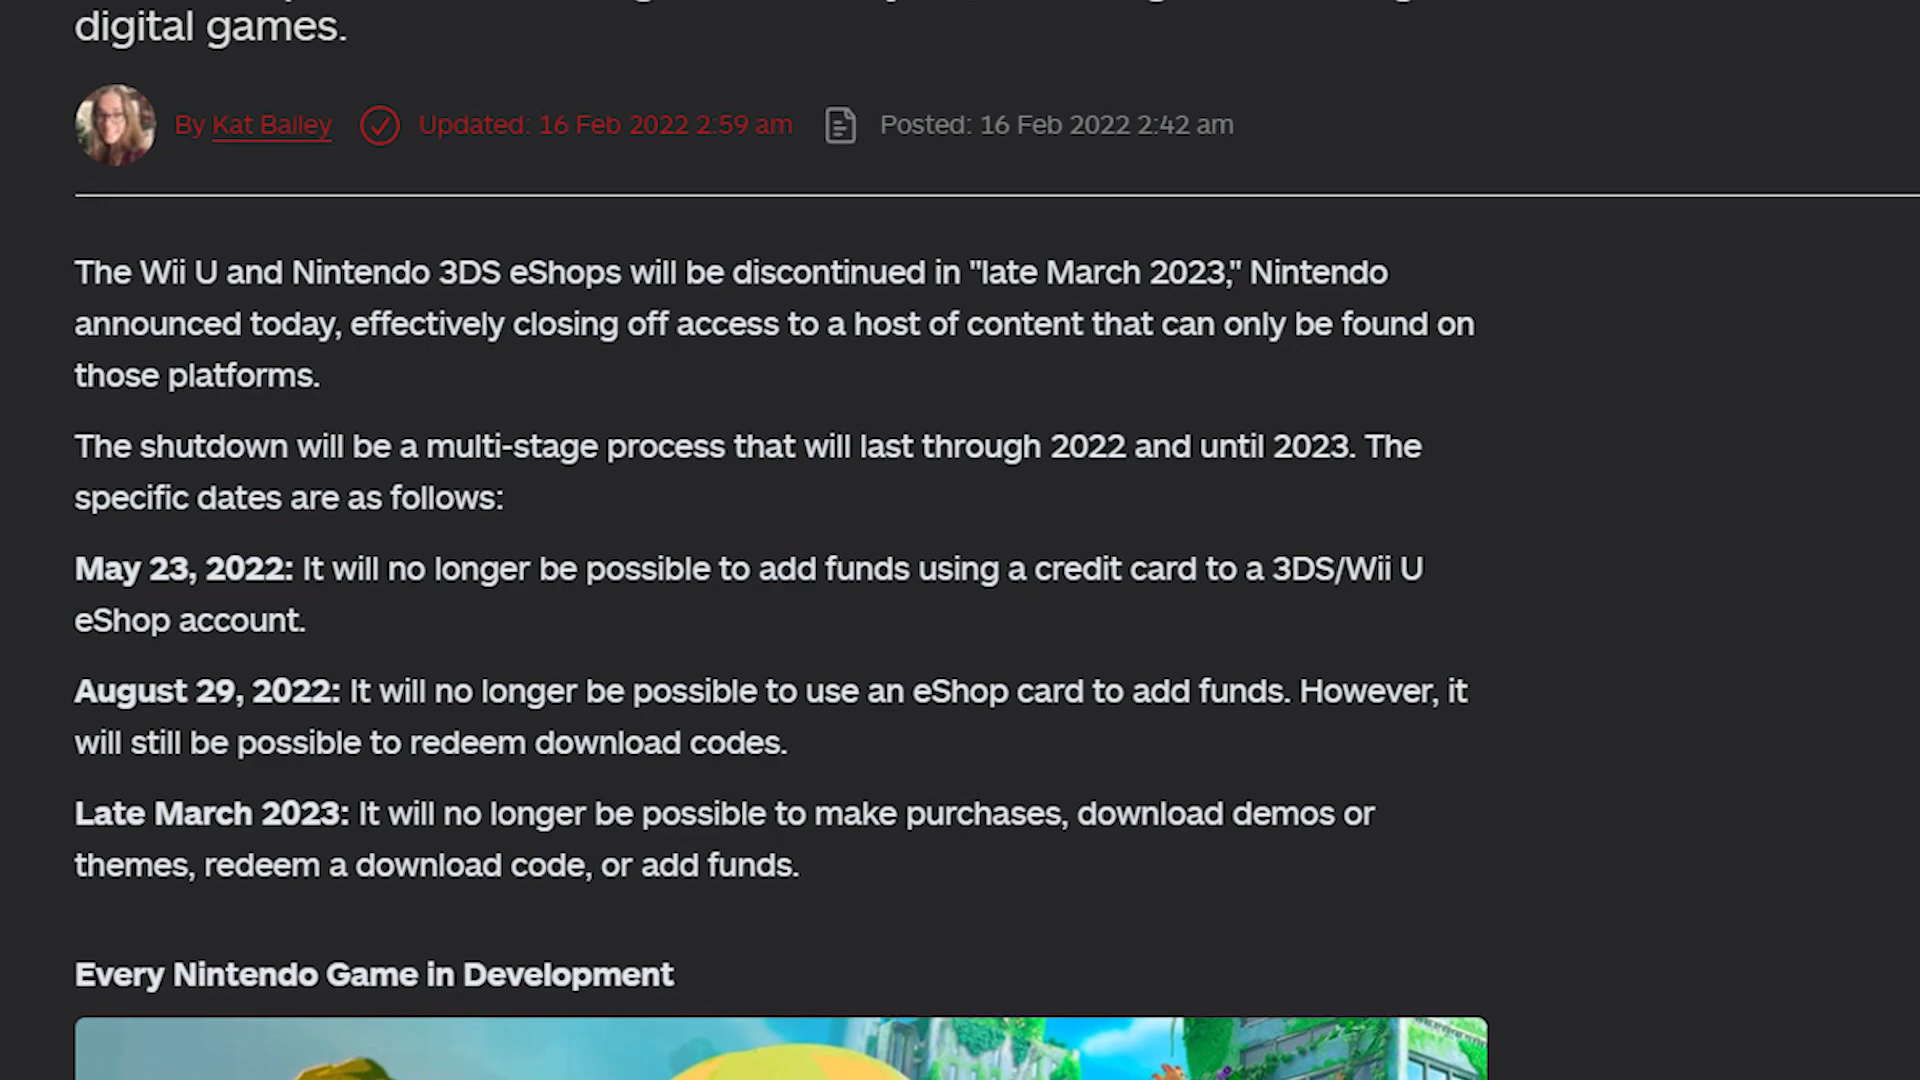 digital games.
By Kat Bailey Updated: 16 Feb 2022 2:59 am Posted: 16 Feb 2022 2:42 am
The Wii U and Nintendo 3DS eShops will be discontinued in "late March 2023," Nintendo
announced today, effectively closing off access to a host of content that can only be found on
those platforms.
The shutdown will be a multi-stage process that will last through 2022 and until 2023. The
specific dates are as follows:
May 23, 2022: It will no longer be possible to add funds using a credit card to a 3DS/Wii U
eShop account.
August 29, 2022: It will no longer be possible to use an eShop card to add funds. However, it
will still be possible to redeem download codes.
Late March 2023: It will no longer be possible to make purchases, download demos or
themes, redeem a download code, or add funds.
Every Nintendo Game in Development